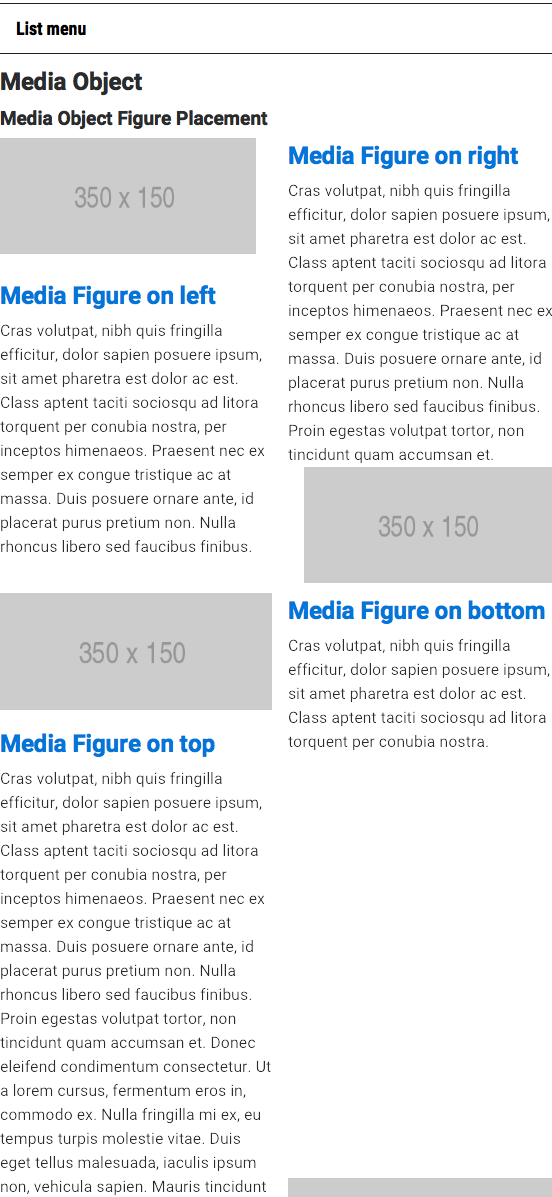 List menu
Media Object
Media Object Figure Placement
350 x 150
Media Figure on left
Cras volutpat, nibh quis fringilla
efficitur, dolor sapien posuere ipsum,
sit amet pharetra est dolor ac est.
Class aptent taciti sociosqu ad litora
torquent per conubia nostra, per
inceptos himenaeos. Praesent nec ex
semper ex congue tristique ac at
massa. Duis posuere ornare ante, id
placerat purus pretium non. Nulla
rhoncus libero sed faucibus finibus.
Media Figure on right
Cras volutpat, nibh quis fringilla
efficitur, dolor sapien posuere ipsum,
sit amet pharetra est dolor ac est.
Class aptent taciti sociosqu ad litora
torquent per conubia nostra, per
inceptos himenaeos. Praesent nec ex
semper ex congue tristique ac at
massa. Duis posuere ornare ante, id
placerat purus pretium non. Nulla
rhoncus libero sed faucibus finibus.
Proin egestas volutpat tortor, non
tincidunt quam accumsan et.
350 x 150
350 x 150
Media Figure on top
Cras volutpat, nibh quis fringilla
efficitur, dolor sapien posuere ipsum,
sit amet pharetra est dolor ac est.
Class aptent taciti sociosqu ad litora
torquent per conubia nostra, per
inceptos himenaeos. Praesent nec ex
semper ex congue tristique ac at
massa. Duis posuere ornare ante, id
placerat purus pretium non. Nulla
rhoncus libero sed faucibus finibus.
Proin egestas volutpat tortor, non
tincidunt quam accumsan et. Donec
eleifend condimentum consectetur. Ut
a lorem cursus, fermentum eros in,
commodo ex. Nulla fringilla mi ex, eu
tempus turpis molestie vitae. Duis
eget tellus malesuada, iaculis ipsum
non, vehicula sapien. Mauris tincidunt
Media Figure on bottom
Cras volutpat, nibh quis fringilla
efficitur, dolor sapien posuere ipsum,
sit amet pharetra est dolor ac est.
Class aptent taciti sociosqu ad litora
torquent per conubia nostra.